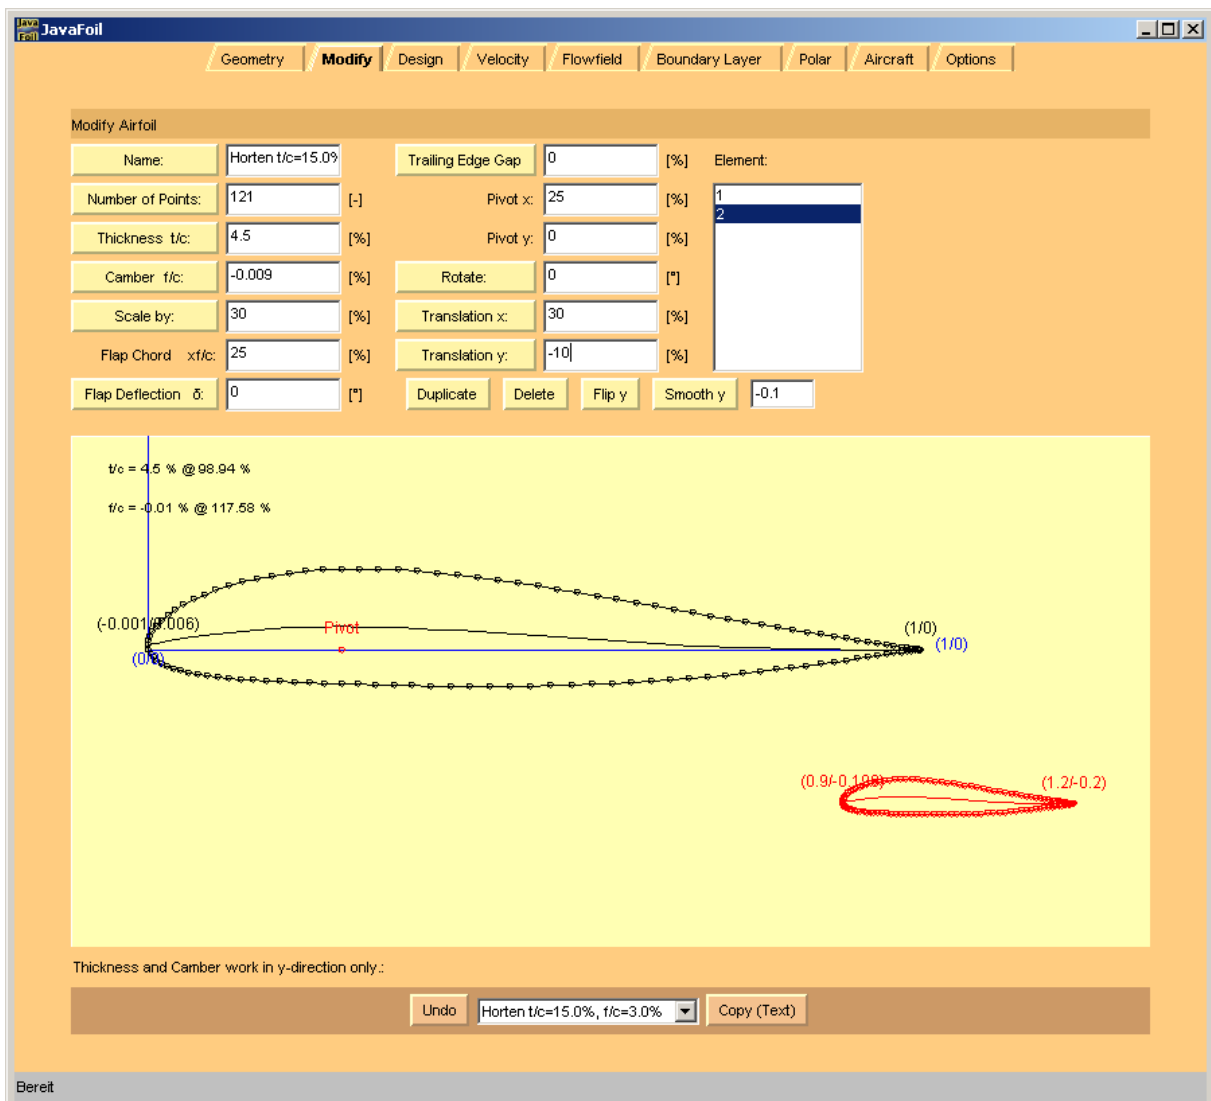 Java Foil JavaFoil
Geometry Modify Design Velocity Flowfield Boundary Layer Polar Aircraft Options
Modify Airfoil
Name: Horten t/c=15.0% Trailing Edge Gap 0 [%] Element:
Number of Points: 121 [-] Pivot x: 25 [%] 1
2
Thickness t/c: 4.5 [%] Pivot y: 0 [%]
Camber f/c: -0.009 [%] Rotate: 0 [°]
Scale by: 30 [%] Translation x: 30 [%]
Flap Chord xf/c: 25 [%] Translation y: -10 [%]
Flap Deflection δ: 0 [°] Duplicate Delete Flip y Smooth y -0.1
t/c = 4.5 % @ 98.94 %
f/c = -0.01 % @ 117.58 %
(-0.001/0.006) Pivot (1/0)
(0/0) (1/0)
(0.9/-0.198) (1.2/-0.2)
Thickness and Camber work in y-direction only.:
Undo Horten t/c=15.0%, f/c=3.0% Copy (Text)
Bereit